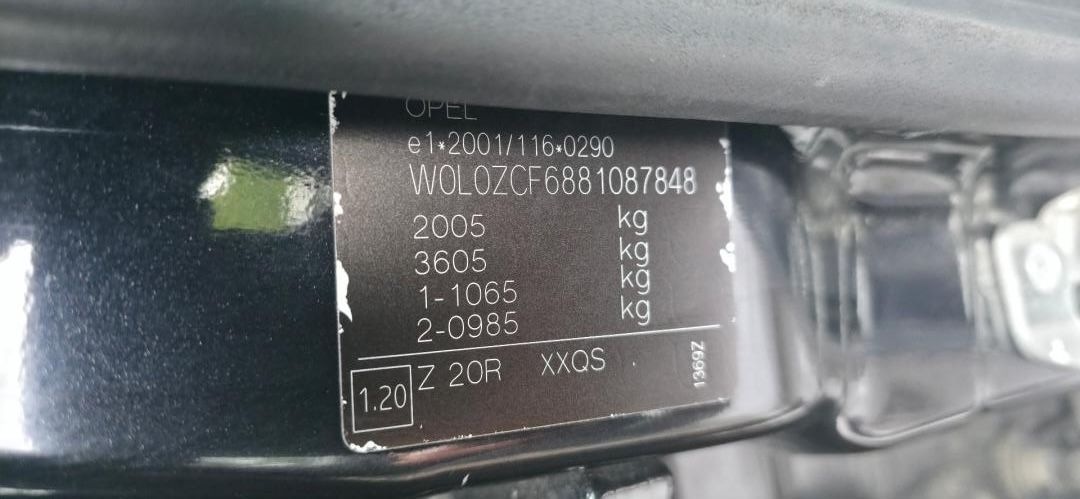 OPEL
e1*2001/116*0290
W0L0ZCF6881087848
2005 kg
3605 kg
1-1065 kg
2-0985 kg
1.20 Z 20R XXQS .
1369Z